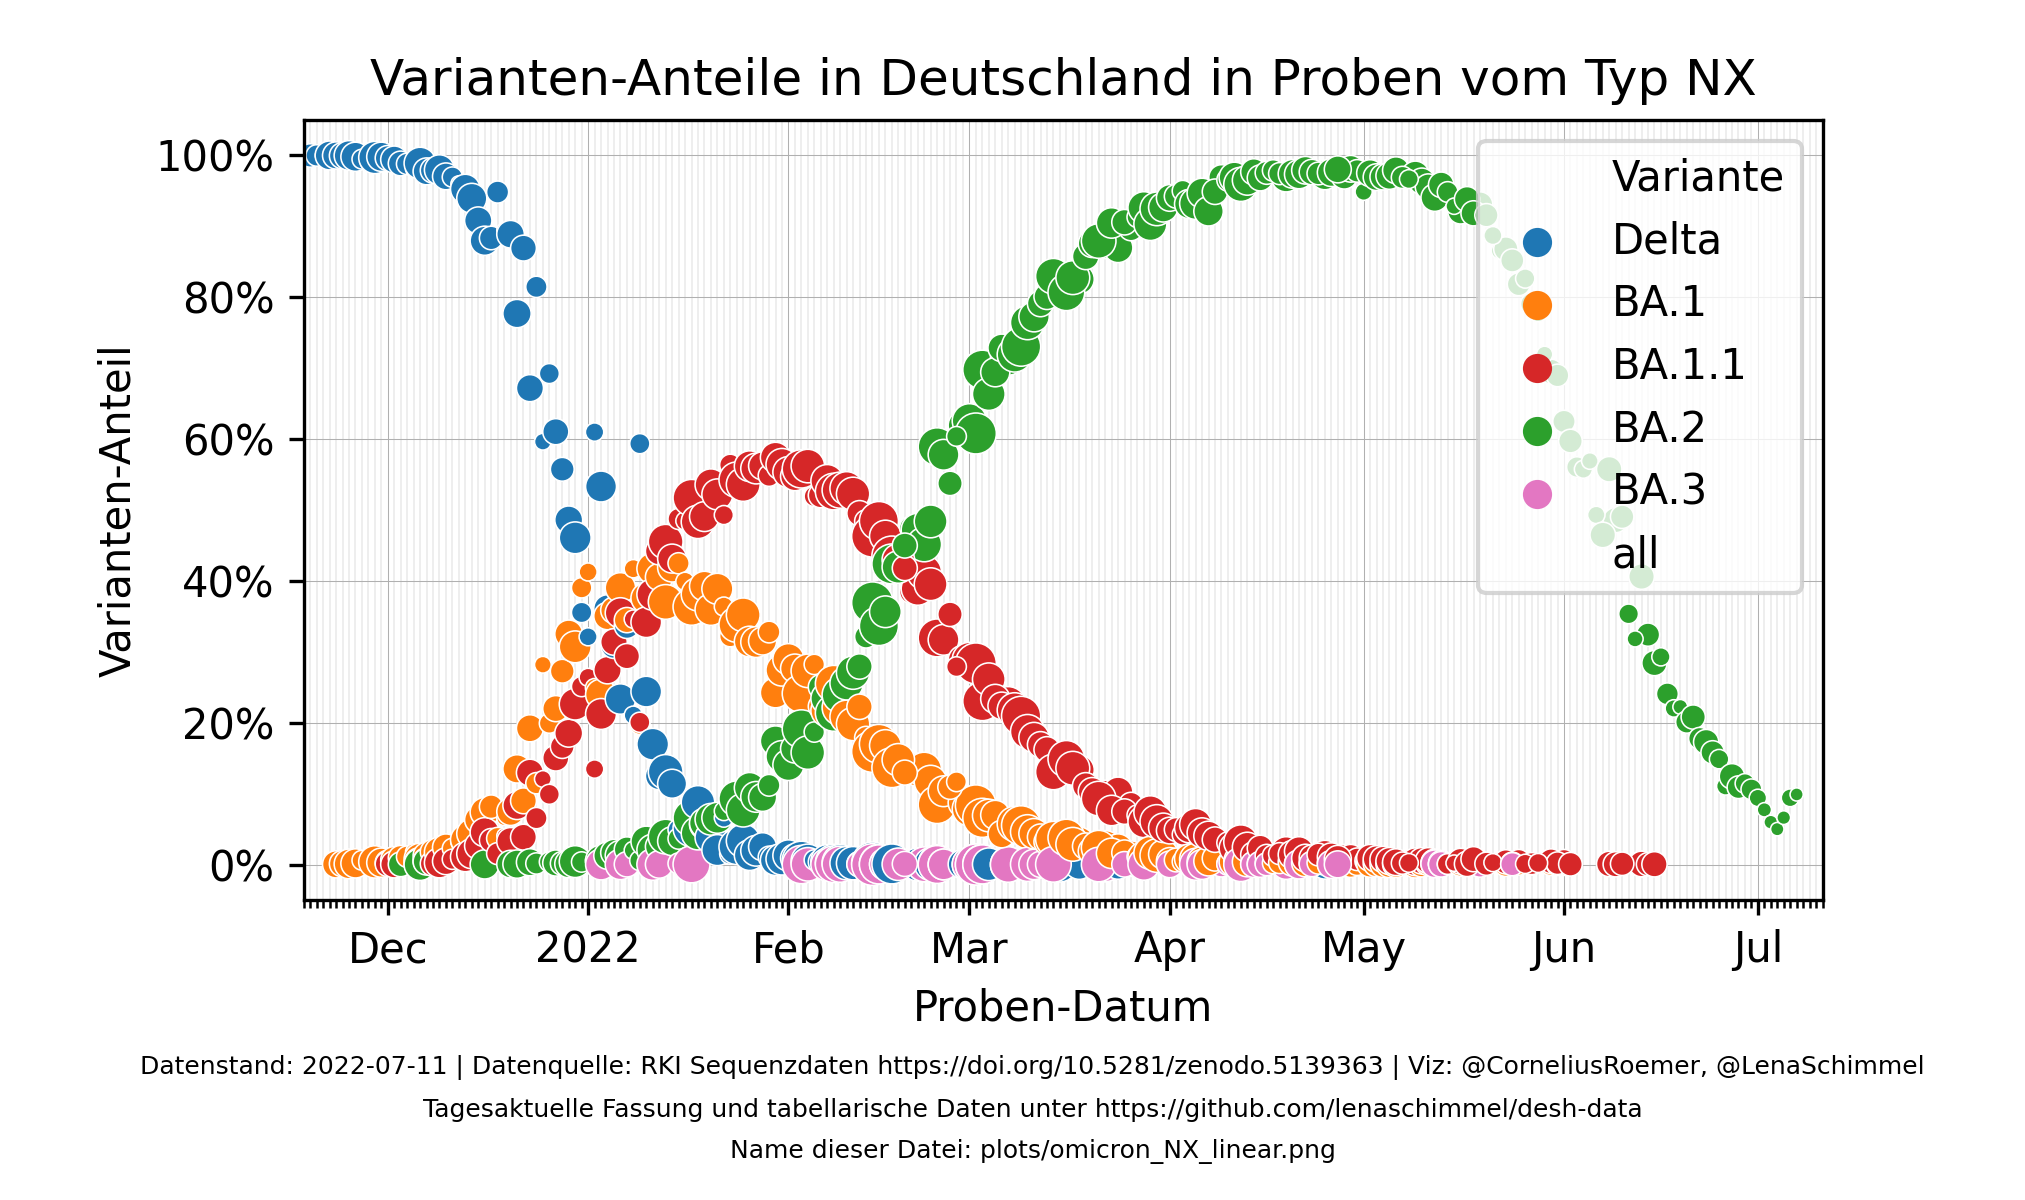 Varianten-Anteile in Deutschland in Proben vom Typ NX
Varianten-Anteil
100%
80%
60%
40%
20%
0%
Variante
Delta
BA.1
BA.1.1
BA.2
BA.3
all
Dec 2022 Feb Mar Apr May Jun Jul
Proben-Datum
Datenstand: 2022-07-11 | Datenquelle: RKI Sequenzdaten https://doi.org/10.5281/zenodo.5139363 | Viz: @CorneliusRoemer, @LenaSchimmel
Tagesaktuelle Fassung und tabellarische Daten unter https://github.com/lenaschimmel/desh-data
Name dieser Datei: plots/omicron_NX_linear.png